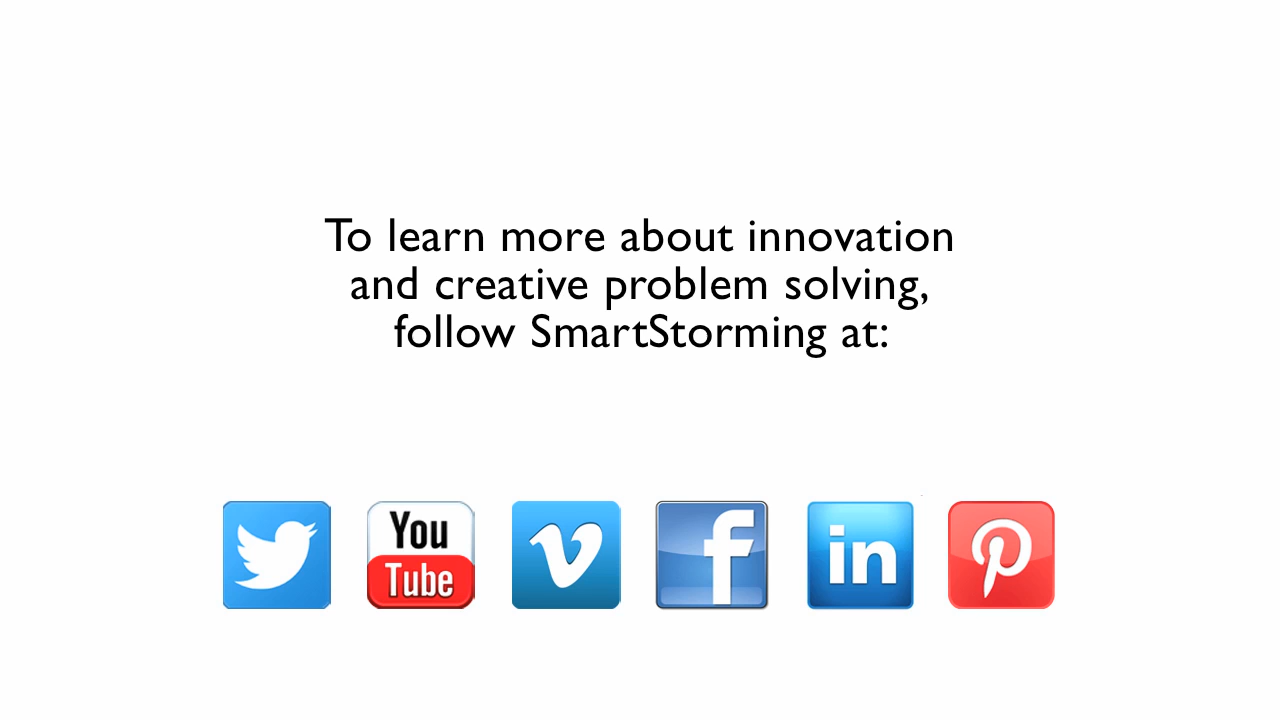 To learn more about innovation
and creative problem solving,
follow SmartStorming at:
You
Tube
in